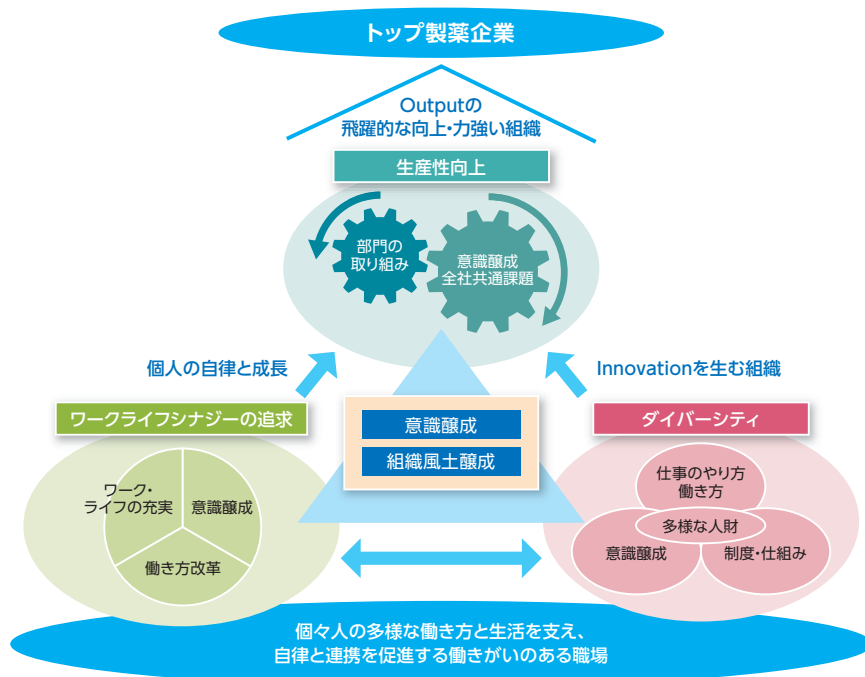 トップ製薬企業
Outputの
飛躍的な向上・力強い組織
生産性向上
部門の
取り組み
意識醸成
全社共通課題
個人の自律と成長
Innovationを生む組織
ワークライフシナジーの追求
意識醸成
組織風土醸成
ダイバーシティ
ワーク・
ライフの充実
意識醸成
働き方改革
仕事のやり方
働き方
多様な人財
意識醸成
制度・仕組み
個々人の多様な働き方と生活を支え、
自律と連携を促進する働きがいのある職場